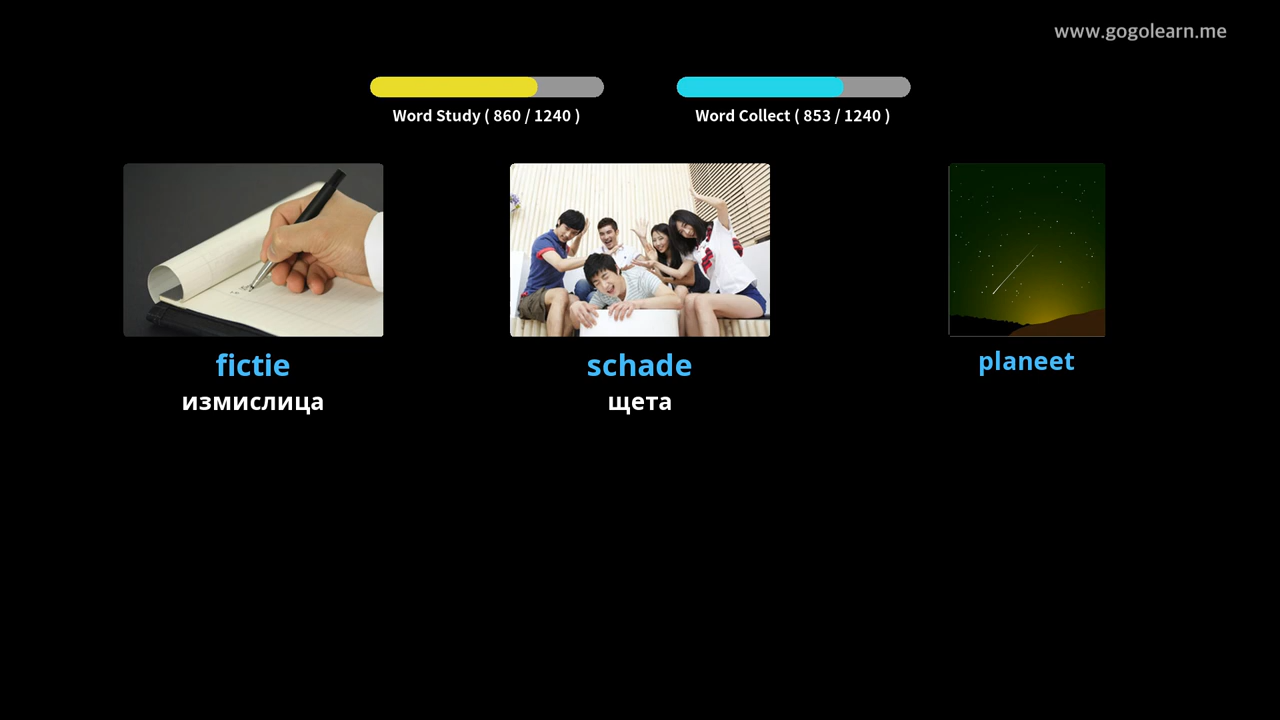 www.gogolearn.me
Word Study ( 860 / 1240 )
Word Collect ( 853 / 1240 )
fictie
измислица
schade
щета
planeet